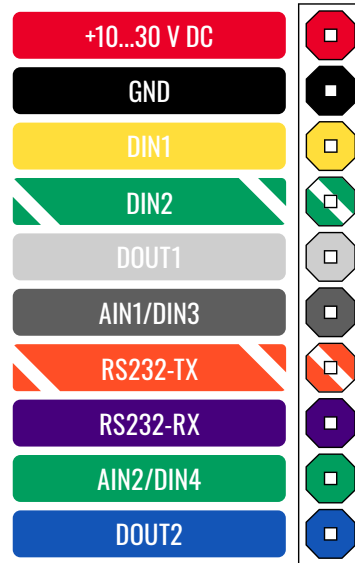 +10...30 V DC
GND
DIN1
DIN2
DOUT1
AIN1/DIN3
RS232-TX
RS232-RX
AIN2/DIN4
DOUT2